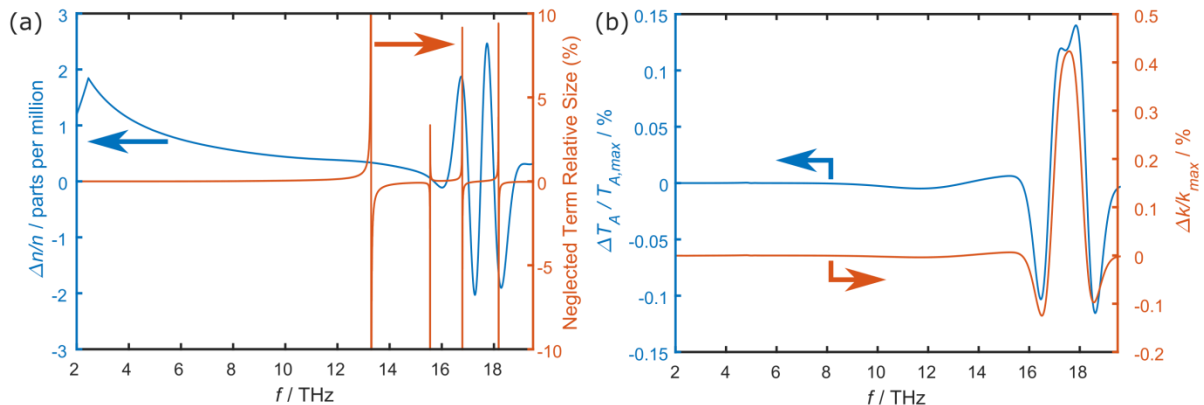 (a)
3
2
1
0
-1
-2
-3
Δn/n / parts per million
10
5
0
-5
-10
Neglected Term Relative Size (%)
2 4 6 8 10 12 14 16 18
f / THz
(b)
0.15
0.1
0.05
0
-0.05
-0.1
-0.15
ΔT_A / T_A,max / %
0.5
0.4
0.3
0.2
0.1
0
-0.1
-0.2
Δk/k_max / %
2 4 6 8 10 12 14 16 18
f / THz